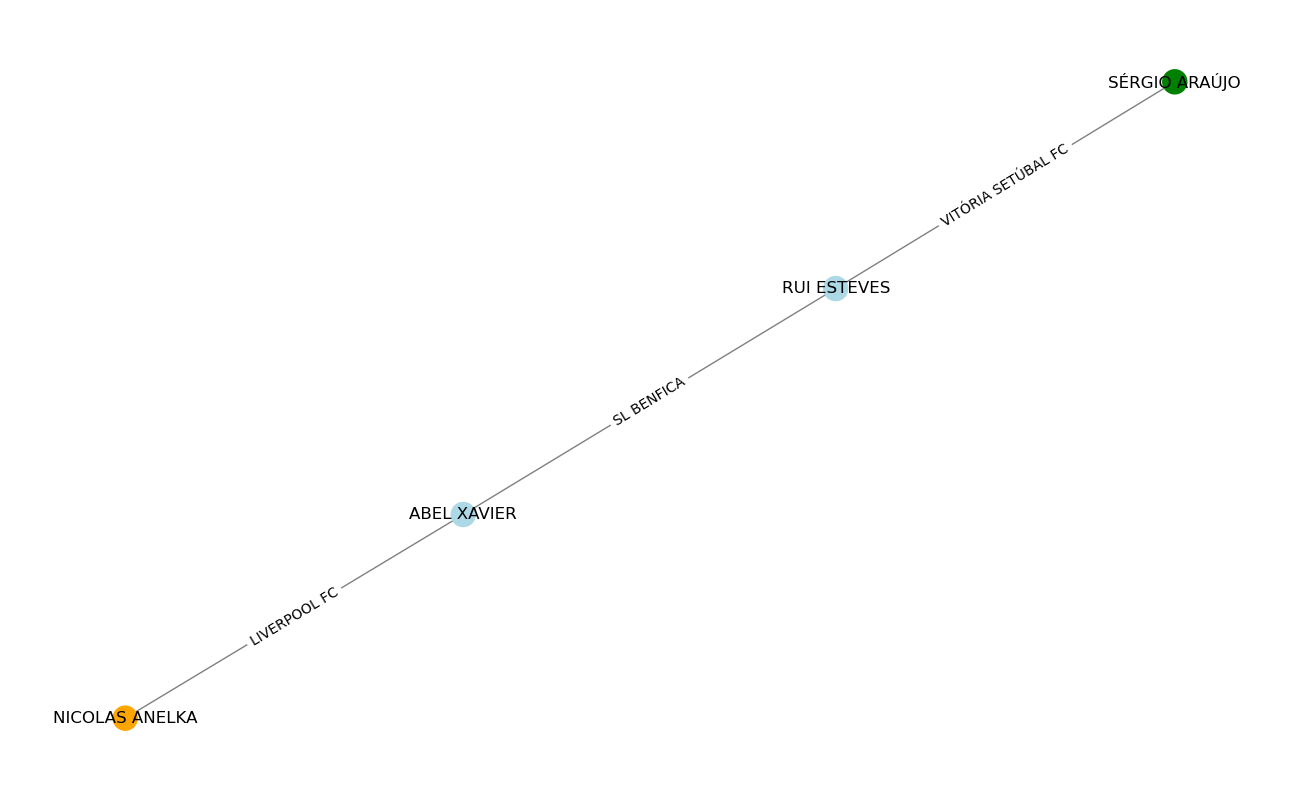 SÉRGIO ARAÚJO
VITÓRIA SETÚBAL FC
RUI ESTEVES
SL BENFICA
ABEL XAVIER
LIVERPOOL FC
NICOLAS ANELKA